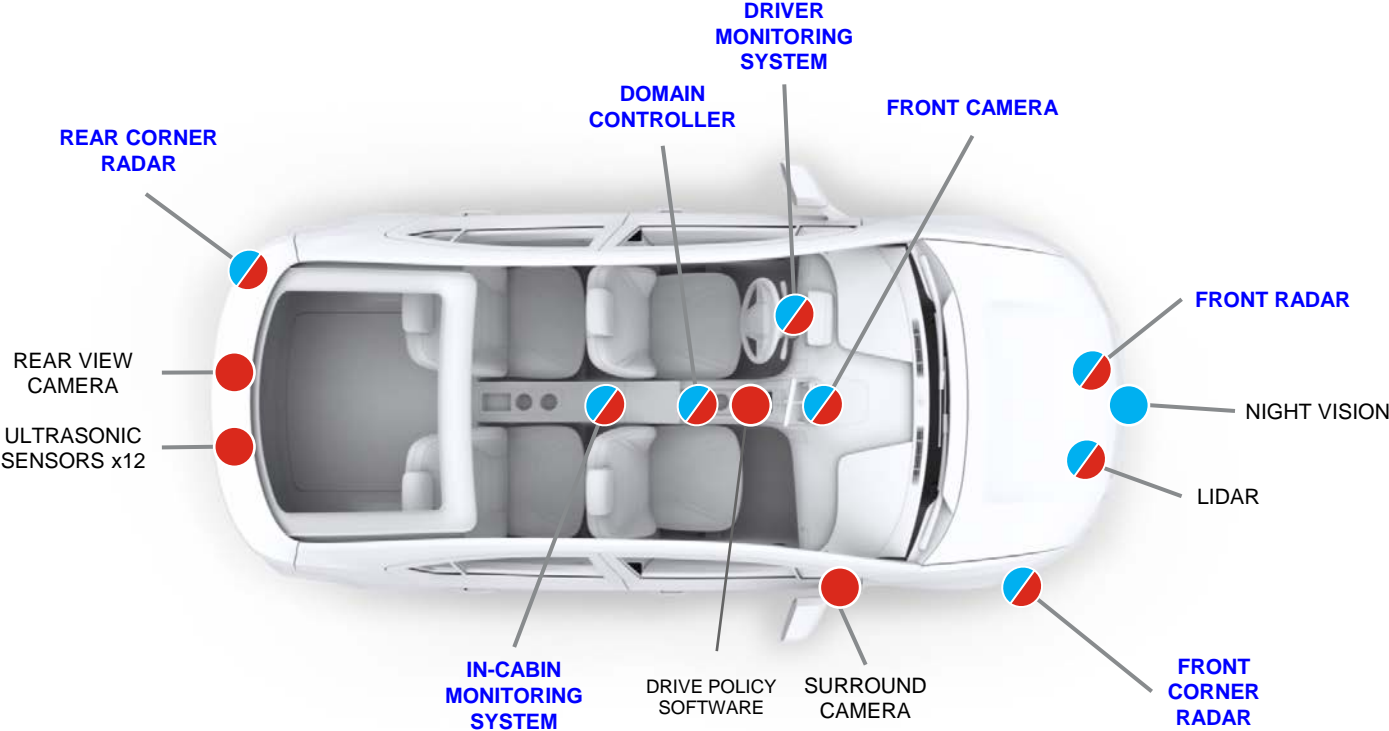 DRIVER
MONITORING
SYSTEM
DOMAIN
CONTROLLER
FRONT CAMERA
REAR CORNER
RADAR
FRONT RADAR
REAR VIEW
CAMERA
NIGHT VISION
ULTRASONIC
SENSORS x12
LIDAR
IN-CABIN
MONITORING
SYSTEM
DRIVE POLICY
SOFTWARE
SURROUND
CAMERA
FRONT
CORNER
RADAR